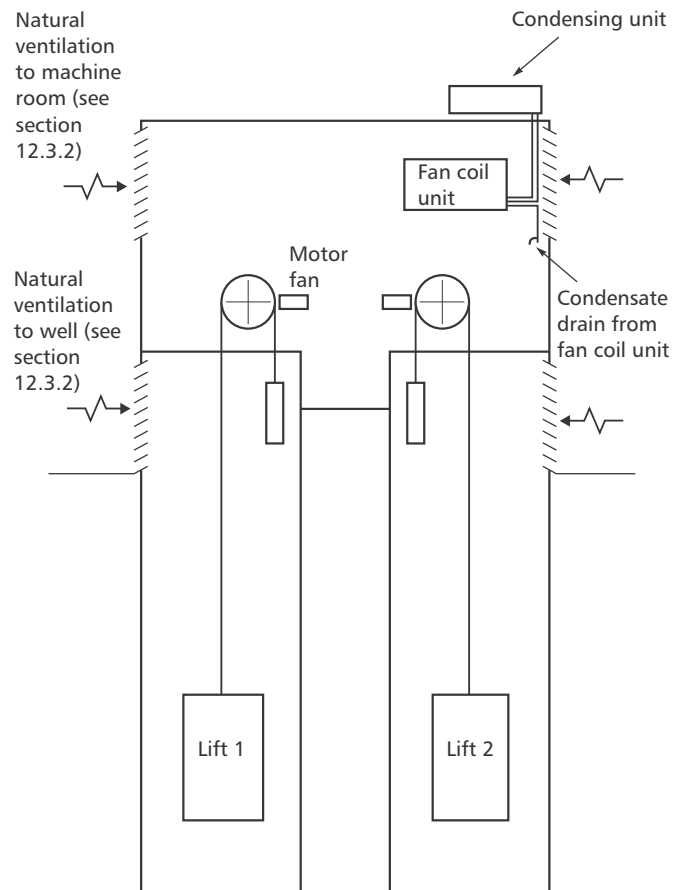 Natural
ventilation
to machine
room (see
section
12.3.2)
Condensing unit
Fan coil
unit
Motor
fan
Natural
ventilation
to well (see
section
12.3.2)
Condensate
drain from
fan coil unit
Lift 1
Lift 2